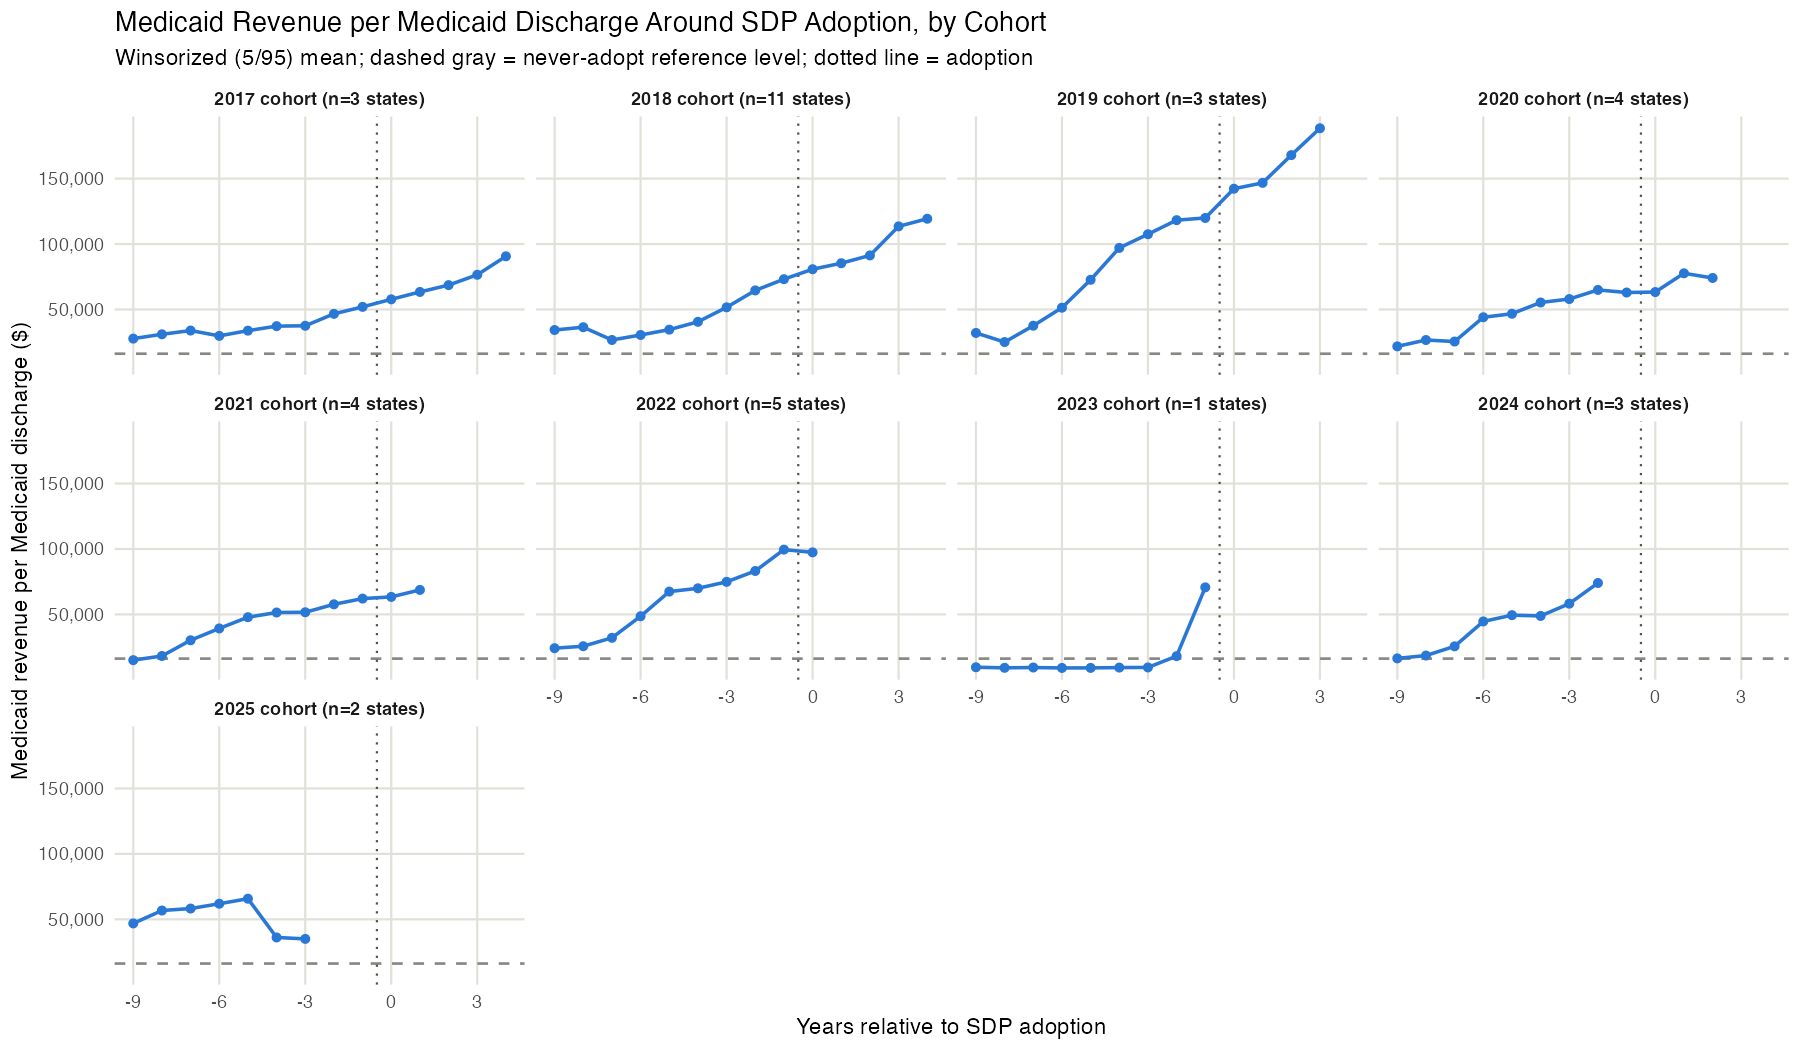 Medicaid Revenue per Medicaid Discharge Around SDP Adoption, by Cohort
Winsorized (5/95) mean; dashed gray = never-adopt reference level; dotted line = adoption
2017 cohort (n=3 states)
2018 cohort (n=11 states)
2019 cohort (n=3 states)
2020 cohort (n=4 states)
150,000
100,000
50,000
2021 cohort (n=4 states)
2022 cohort (n=5 states)
2023 cohort (n=1 states)
2024 cohort (n=3 states)
150,000
100,000
50,000
-9 -6 -3 0 3
-9 -6 -3 0 3
-9 -6 -3 0 3
2025 cohort (n=2 states)
150,000
100,000
50,000
-9 -6 -3 0 3
Medicaid revenue per Medicaid discharge ($)
Years relative to SDP adoption